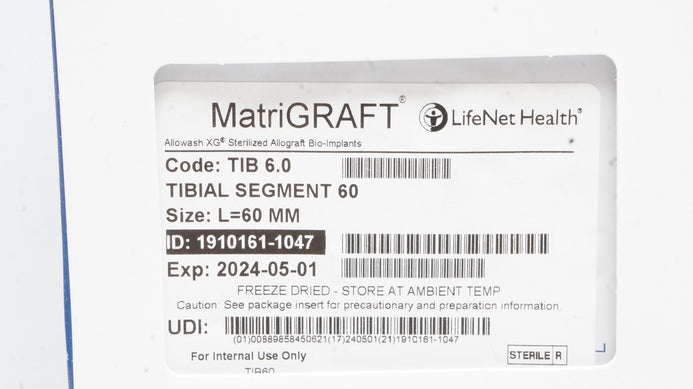 MatriGRAFT® LifeNet Health®
Allowash XG® Sterilized Allograft Bio-Implants
Code: TIB 6.0
TIBIAL SEGMENT 60
Size: L=60 MM
ID: 1910161-1047
Exp: 2024-05-01
FREEZE DRIED - STORE AT AMBIENT TEMP
Caution: See package insert for precautionary and preparation information.
UDI:
(01)00889858450621(17)240501(21)1910161-1047
For Internal Use Only
STERILE R
TIB60